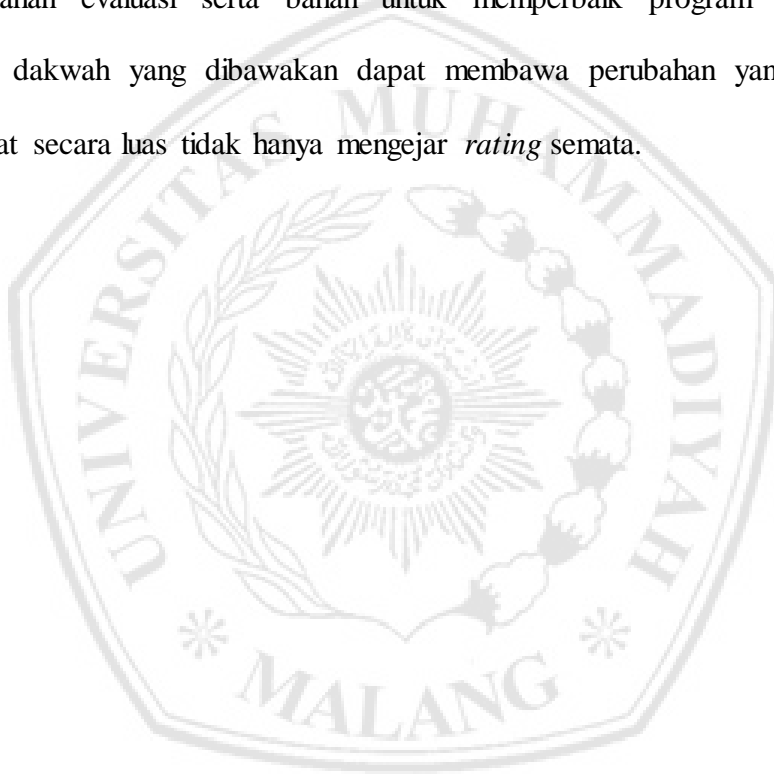 evaluasi serta bahan untuk memperbaik program
dakwah yang dibawakan dapat membawa perubahan
secara luas tidak hanya mengejar rating semata.
UNIVERSITAS MUHAMMADIYAH
MALANG